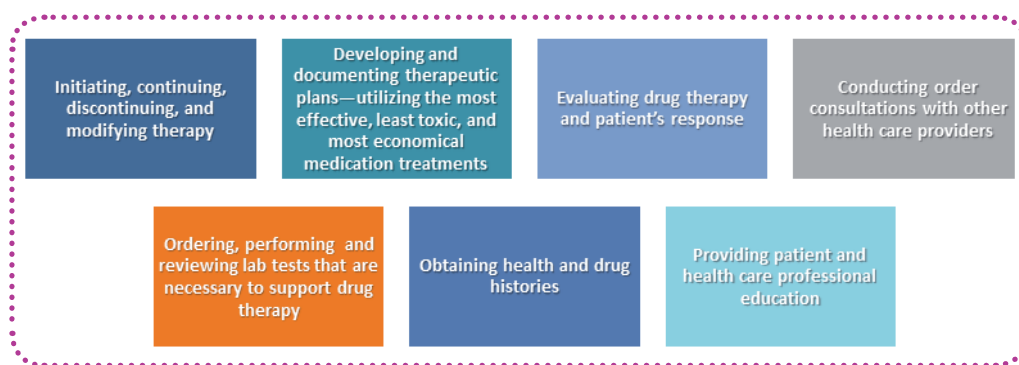 Initiating, continuing,
discontinuing, and
modifying therapy
Developing and
documenting therapeutic
plans—utilizing the most
effective, least toxic, and
most economical
medication treatments
Evaluating drug therapy
and patient's response
Conducting order
consultations with other
health care providers
Ordering, performing and
reviewing lab tests that are
necessary to support drug
therapy
Obtaining health and drug
histories
Providing patient and
health care professional
education